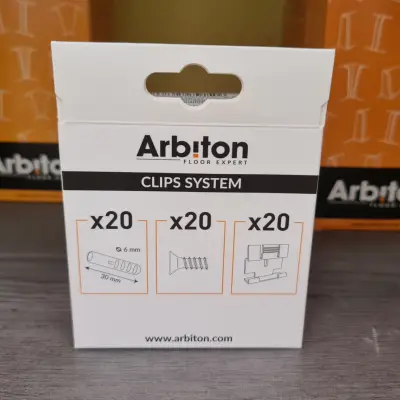 Arbiton
FLOOR EXPERT
CLIPS SYSTEM
x20 x20 x20
6 mm
30 mm
www.arbiton.com
Arbiton
Arbiton